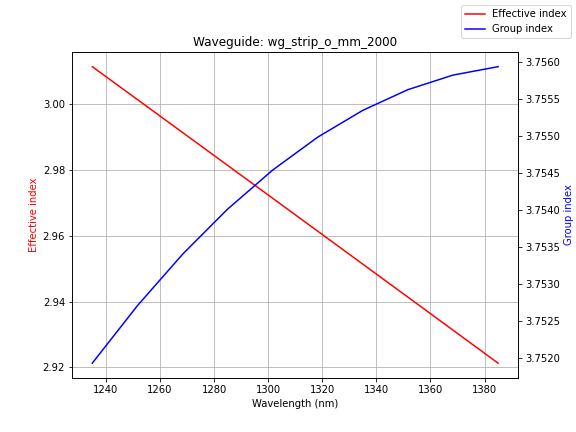 Effective index
Group index
Waveguide: wg_strip_o_mm_2000
3.00
2.98
2.96
2.94
2.92
Effective index
3.7560
3.7555
3.7550
3.7545
3.7540
3.7535
3.7530
3.7525
3.7520
Group index
1240 1260 1280 1300 1320 1340 1360 1380
Wavelength (nm)